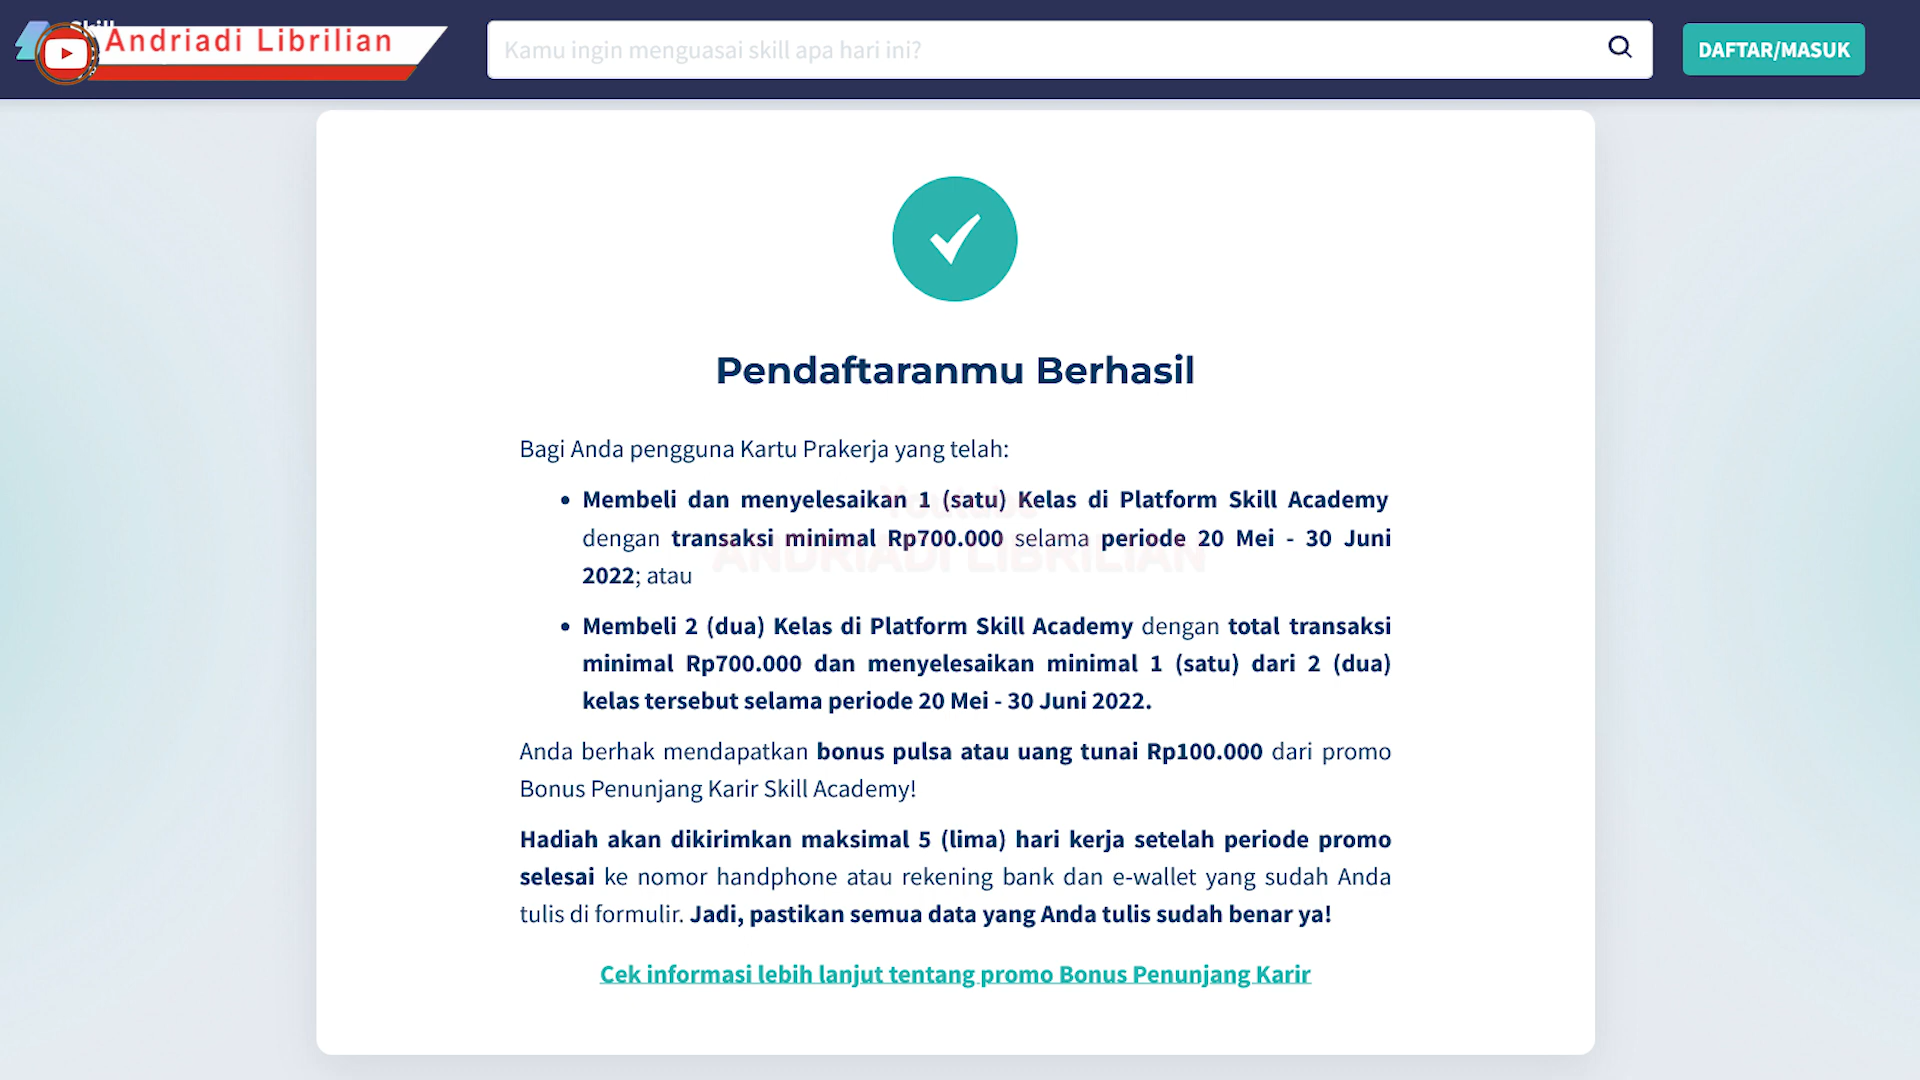 Skill
Andriadi Librilian
Kamu ingin menguasai skill apa hari ini?
DAFTAR/MASUK
Pendaftaranmu Berhasil
Bagi Anda pengguna Kartu Prakerja yang telah:
• Membeli dan menyelesaikan 1 (satu) Kelas di Platform Skill Academy
dengan transaksi minimal Rp700.000 selama periode 20 Mei - 30 Juni
2022; atau
ANDRIADI LIBRILIAN
• Membeli 2 (dua) Kelas di Platform Skill Academy dengan total transaksi
minimal Rp700.000 dan menyelesaikan minimal 1 (satu) dari 2 (dua)
kelas tersebut selama periode 20 Mei - 30 Juni 2022.
Anda berhak mendapatkan bonus pulsa atau uang tunai Rp100.000 dari promo
Bonus Penunjang Karir Skill Academy!
Hadiah akan dikirimkan maksimal 5 (lima) hari kerja setelah periode promo
selesai ke nomor handphone atau rekening bank dan e-wallet yang sudah Anda
tulis di formulir. Jadi, pastikan semua data yang Anda tulis sudah benar ya!
Cek informasi lebih lanjut tentang promo Bonus Penunjang Karir